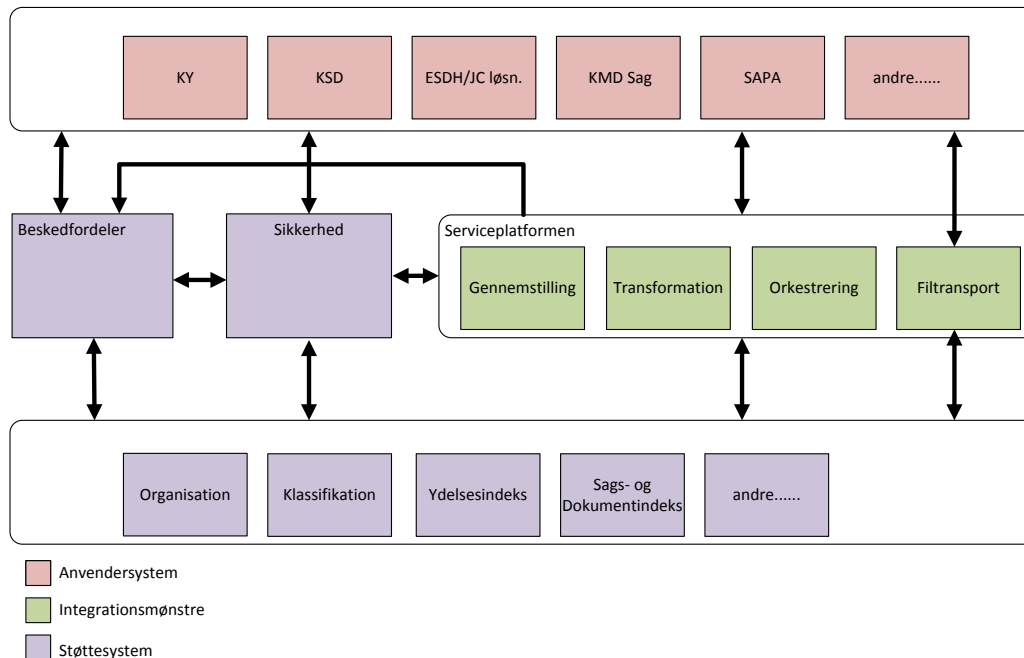 KY
KSD
ESDH/JC løsn.
KMD Sag
SAPA
andre......
Beskedfordeler
Sikkerhed
Serviceplatformen
Gennemstilling
Transformation
Orkestrering
Filtransport
Organisation
Klassifikation
Ydelsesindeks
Sags- og
Dokumentindeks
andre......
Anvendersystem
Integrationsmønstre
Støttesystem